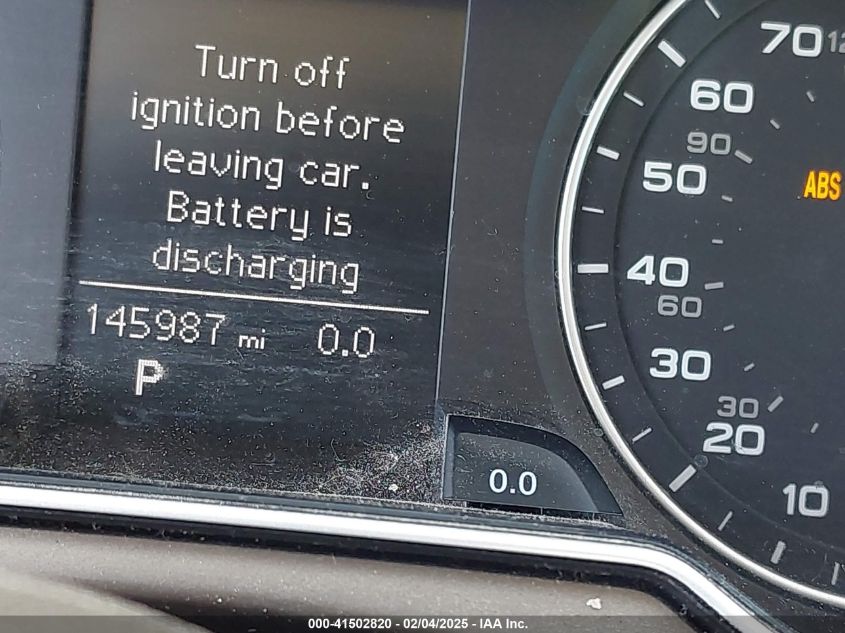 Turn off
ignition before
leaving car.
Battery is
discharging
145987 mi 0.0
P
0.0
70
60
90
50
ABS
40
60
30
30
20
10
000-41502820 - 02/04/2025 - IAA Inc.